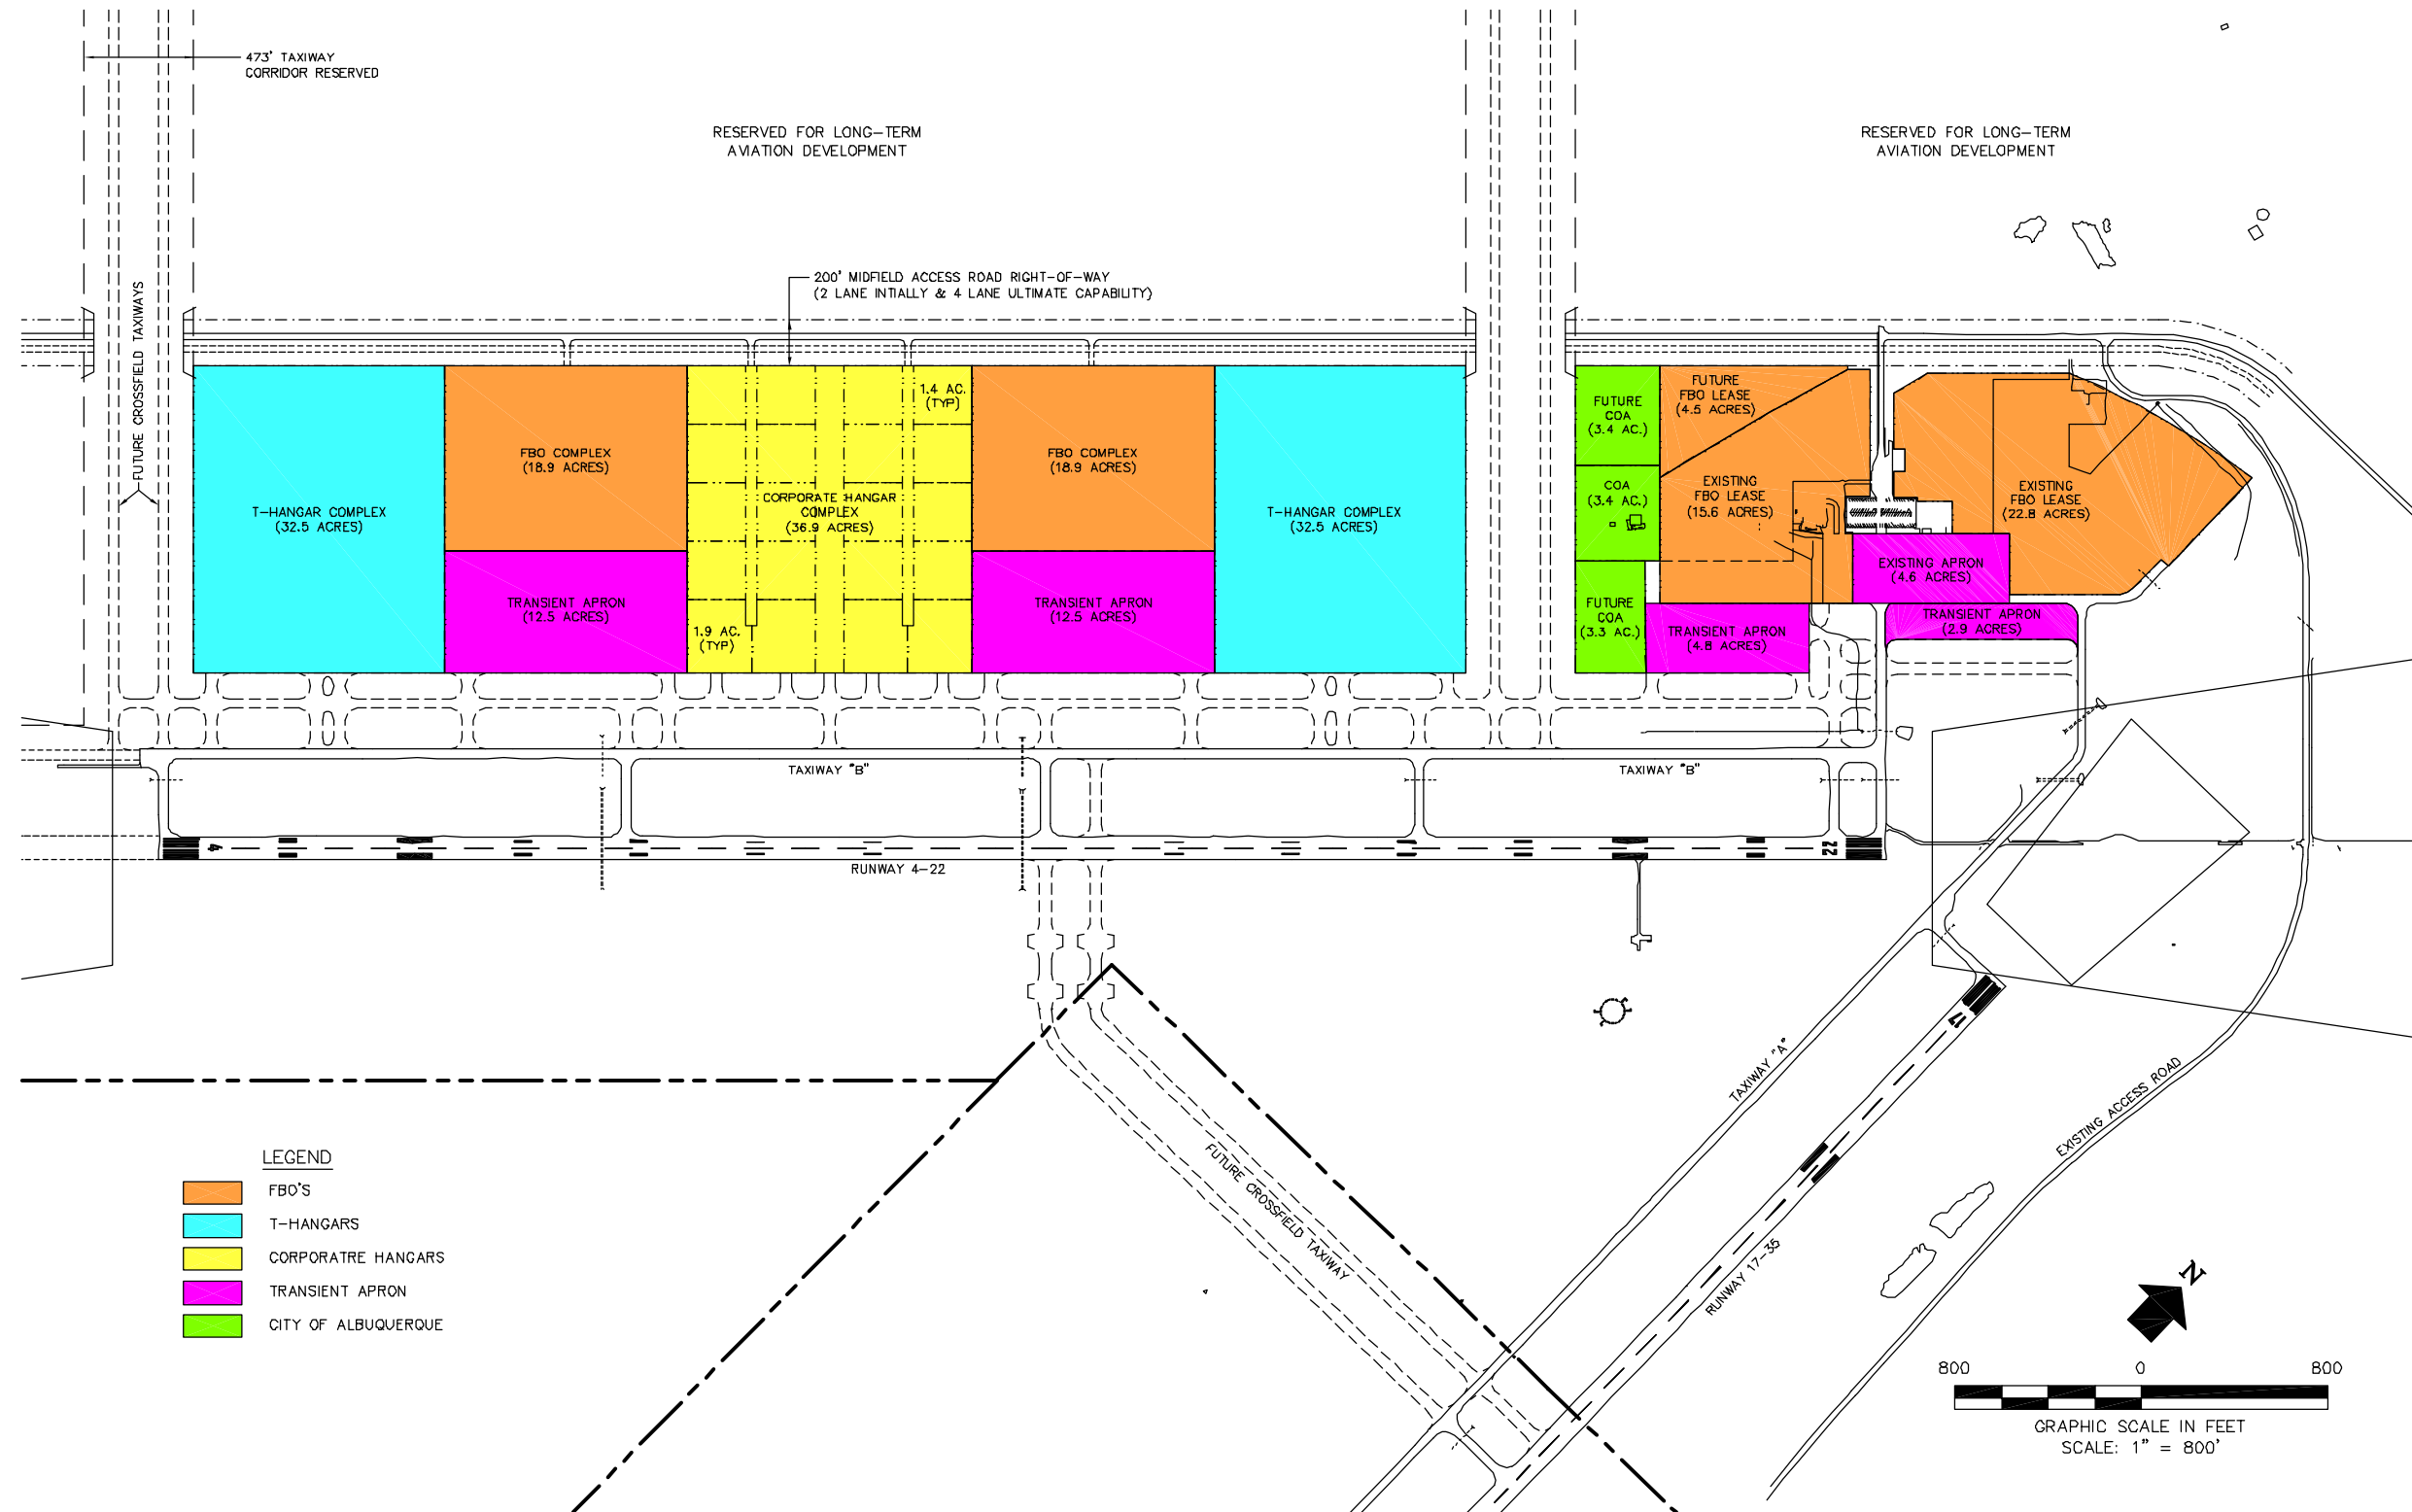 473' TAXIWAY
CORRIDOR RESERVED
RESERVED FOR LONG-TERM
AVIATION DEVELOPMENT
RESERVED FOR LONG-TERM
AVIATION DEVELOPMENT
200' MIDFIELD ACCESS ROAD RIGHT-OF-WAY
(2 LANE INTIALLY & 4 LANE ULTIMATE CAPABILITY)
FUTURE CROSSFIELD TAXIWAYS
T-HANGAR COMPLEX
(32.5 ACRES)
FBO COMPLEX
(18.9 ACRES)
TRANSIENT APRON
(12.5 ACRES)
1.4 AC.
(TYP)
CORPORATE HANGAR
COMPLEX
(36.9 ACRES)
1.9 AC.
(TYP)
FBO COMPLEX
(18.9 ACRES)
TRANSIENT APRON
(12.5 ACRES)
T-HANGAR COMPLEX
(32.5 ACRES)
FUTURE
COA
(3.4 AC.)
COA
(3.4 AC.)
FUTURE
COA
(3.3 AC.)
FUTURE
FBO LEASE
(4.5 ACRES)
EXISTING
FBO LEASE
(15.6 ACRES)
EXISTING
FBO LEASE
(22.8 ACRES)
EXISTING APRON
(4.6 ACRES)
TRANSIENT APRON
(4.8 ACRES)
TRANSIENT APRON
(2.9 ACRES)
TAXIWAY "B"
TAXIWAY "B"
4
22
RUNWAY 4-22
17
TAXIWAY "A"
RUNWAY 17-35
EXISTING ACCESS ROAD
FUTURE CROSSFIELD TAXIWAY
LEGEND
FBO'S
T-HANGARS
CORPORATRE HANGARS
TRANSIENT APRON
CITY OF ALBUQUERQUE
N
800 0 800
GRAPHIC SCALE IN FEET
SCALE: 1" = 800'